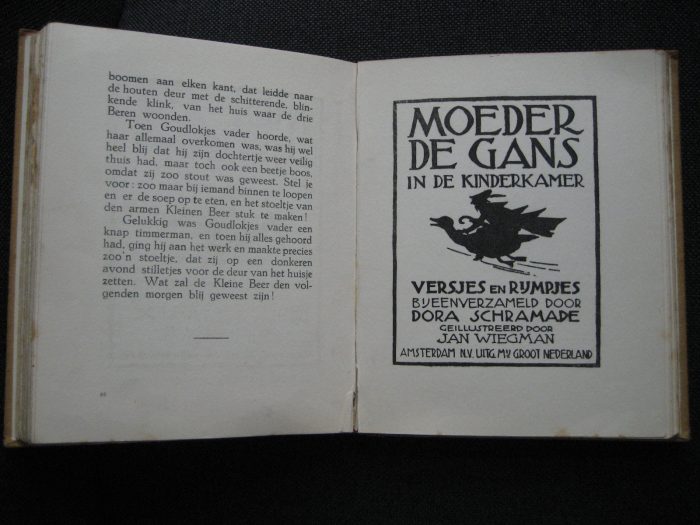 boomen aan elken kant, dat leidde naar
de houten deur met de schitterende, blin-
kende klink, van het huis waar de drie
Beren woonden.
Toen Goudlokjes vader hoorde, wat
haar allemaal overkomen was, was hij wel
heel blij dat hij zijn dochtertje weer veilig
thuis had, maar toch ook een beetje boos,
omdat zij zoo stout was geweest. Stel je
voor: zoo maar bij iemand binnen te loopen
en er de soep op te eten, en het stoeltje van
den armen Kleinen Beer stuk te maken!
Gelukkig was Goudlokjes vader een
knap timmerman, en toen hij alles gehoord
had, ging hij aan het werk en maakte precies
zoo'n stoeltje, dat zij op een donkeren
avond stilletjes voor de deur van het huisje
zetten. Wat zal de Kleine Beer den vol-
genden morgen blij geweest zijn!
MOEDER
DE GANS
IN DE KINDERKAMER
VERSJES EN RIJMPJES
BIJEENVERZAMELD DOOR
DORA SCHRAMADE
GEILLUSTREERD DOOR
JAN WIEGMAN
AMSTERDAM N.V. UITG. Mij GROOT NEDERLAND